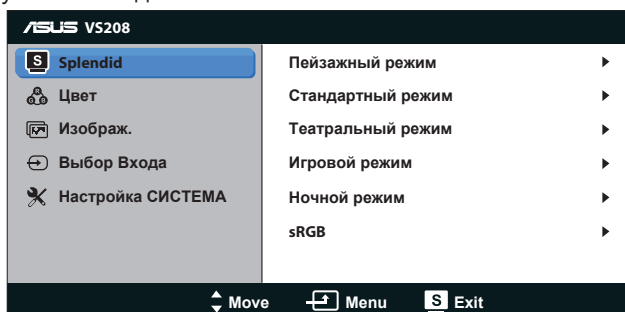 ASUS VS208
S Splendid
Цвет
Изображ.
Выбор Входа
Настройка СИСТЕМА
Пейзажный режим
Стандартный режим
Театральный режим
Игровой режим
Ночной режим
sRGB
Move Menu S Exit